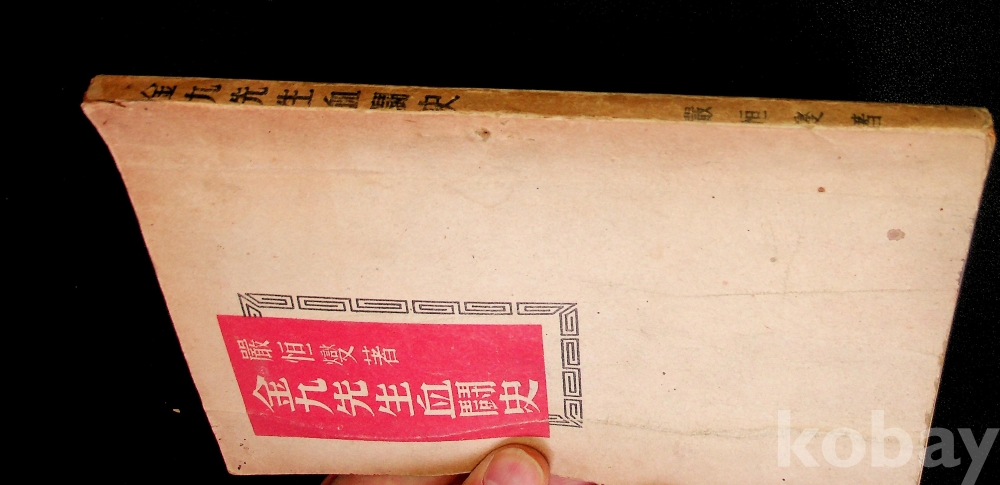 金九先生血鬪史
嚴恒燮 著
嚴恒燮著
金九先生血鬪史
kobay